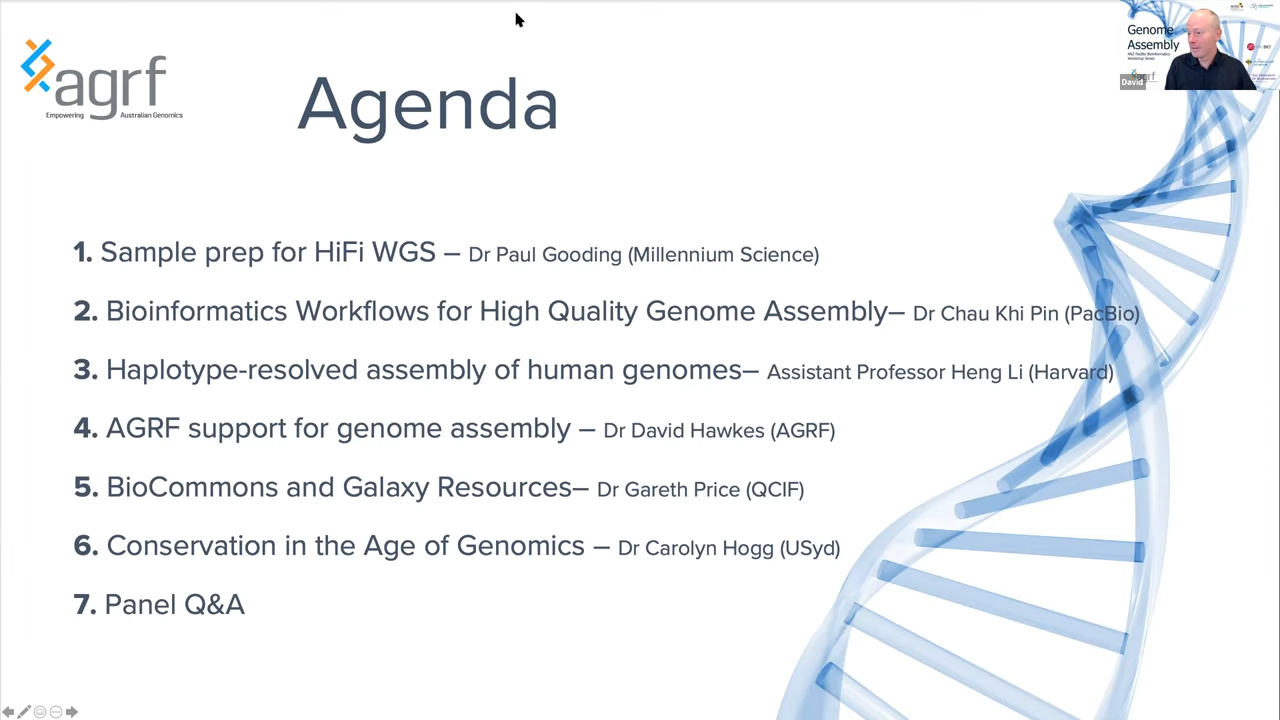 agrf
Empowering Australian Genomics
Agenda
Genome
Assembly
David
1. Sample prep for HiFi WGS – Dr Paul Gooding (Millennium Science)
2. Bioinformatics Workflows for High Quality Genome Assembly– Dr Chau Khi Pin (PacBio)
3. Haplotype-resolved assembly of human genomes– Assistant Professor Heng Li (Harvard)
4. AGRF support for genome assembly – Dr David Hawkes (AGRF)
5. BioCommons and Galaxy Resources– Dr Gareth Price (QCIF)
6. Conservation in the Age of Genomics – Dr Carolyn Hogg (USyd)
7. Panel Q&A